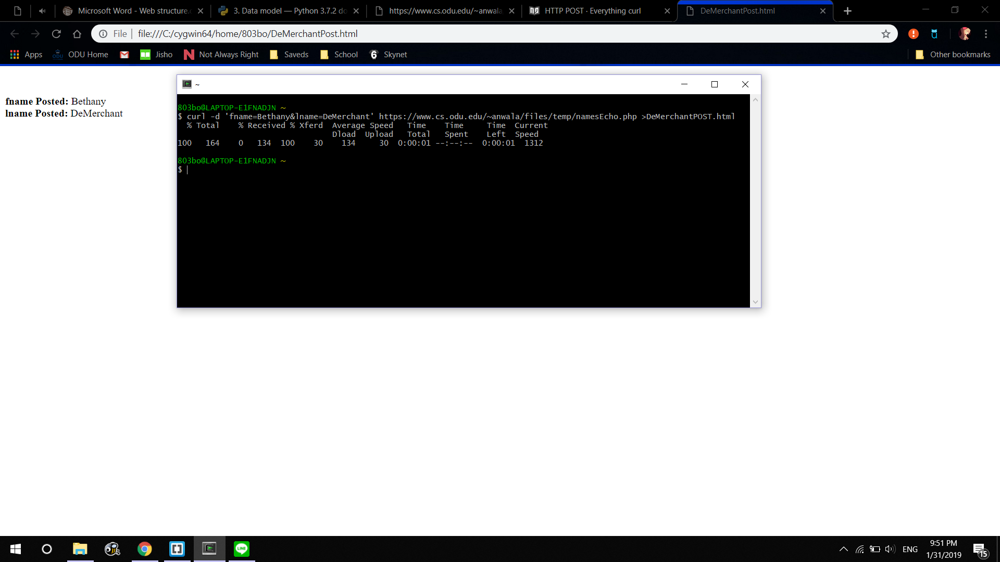 Microsoft Word - Web structure.
3. Data model — Python 3.7.2 do
https://www.cs.odu.edu/~anwala
HTTP POST · Everything curl
DeMerchantPost.html
File | file:///C:/cygwin64/home/803bo/DeMerchantPost.html
Apps ODU ODU Home Jisho Not Always Right Saveds School Skynet Other bookmarks
fname Posted: Bethany
lname Posted: DeMerchant
~
803bo@LAPTOP-E1FNADJN ~
$ curl -d 'fname=Bethany&lname=DeMerchant' https://www.cs.odu.edu/~anwala/files/temp/namesEcho.php >DeMerchantPOST.html
% Total % Received % Xferd Average Speed Time Time Time Current
Dload Upload Total Spent Left Speed
100 164 0 134 100 30 134 30 0:00:01 --:--:-- 0:00:01 1312
803bo@LAPTOP-E1FNADJN ~
$
LINE
ENG
9:51 PM
1/31/2019
15